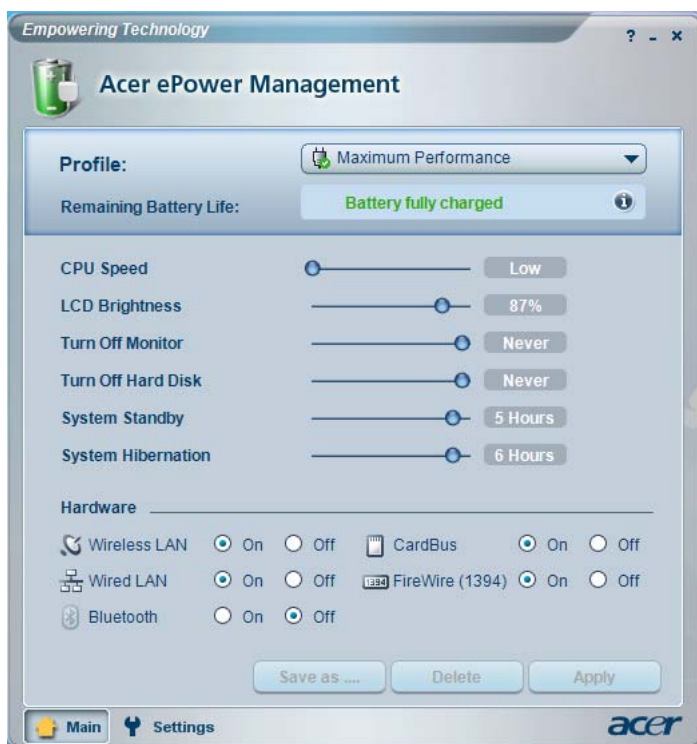 Empowering Technology
? - ×
Acer ePower Management
Profile: Maximum Performance
Remaining Battery Life: Battery fully charged
CPU Speed Low
LCD Brightness 87%
Turn Off Monitor Never
Turn Off Hard Disk Never
System Standby 5 Hours
System Hibernation 6 Hours
Hardware
Wireless LAN On Off CardBus On Off
Wired LAN On Off 1394 FireWire (1394) On Off
Bluetooth On Off
Save as .... Delete Apply
Main Settings acer